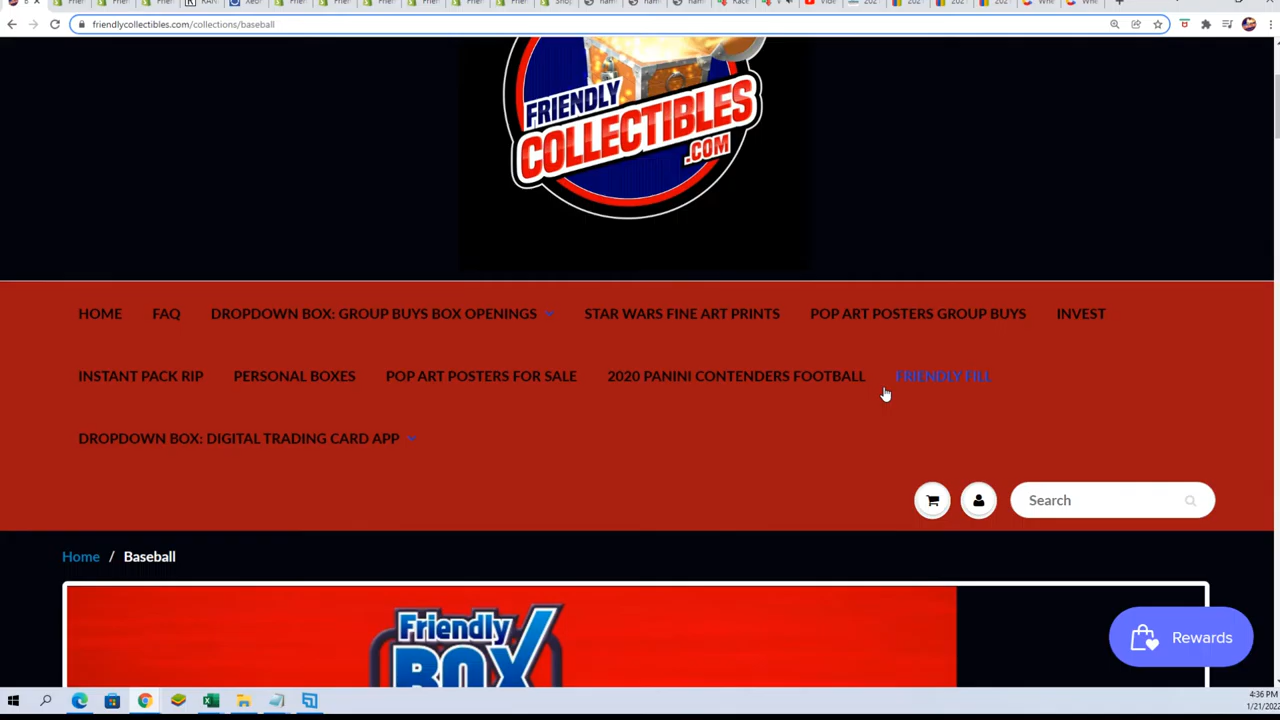 friendlycollectibles.com/collections/baseball
FRIENDLY
COLLECTIBLES
.COM
HOME FAQ DROPDOWN BOX: GROUP BUYS BOX OPENINGS STAR WARS FINE ART PRINTS POP ART POSTERS GROUP BUYS INVEST
INSTANT PACK RIP PERSONAL BOXES POP ART POSTERS FOR SALE 2020 PANINI CONTENDERS FOOTBALL FRIENDLY FILL
DROPDOWN BOX: DIGITAL TRADING CARD APP
Search
Home / Baseball
Friendly
BOX
Rewards
4:36 PM
1/21/2022